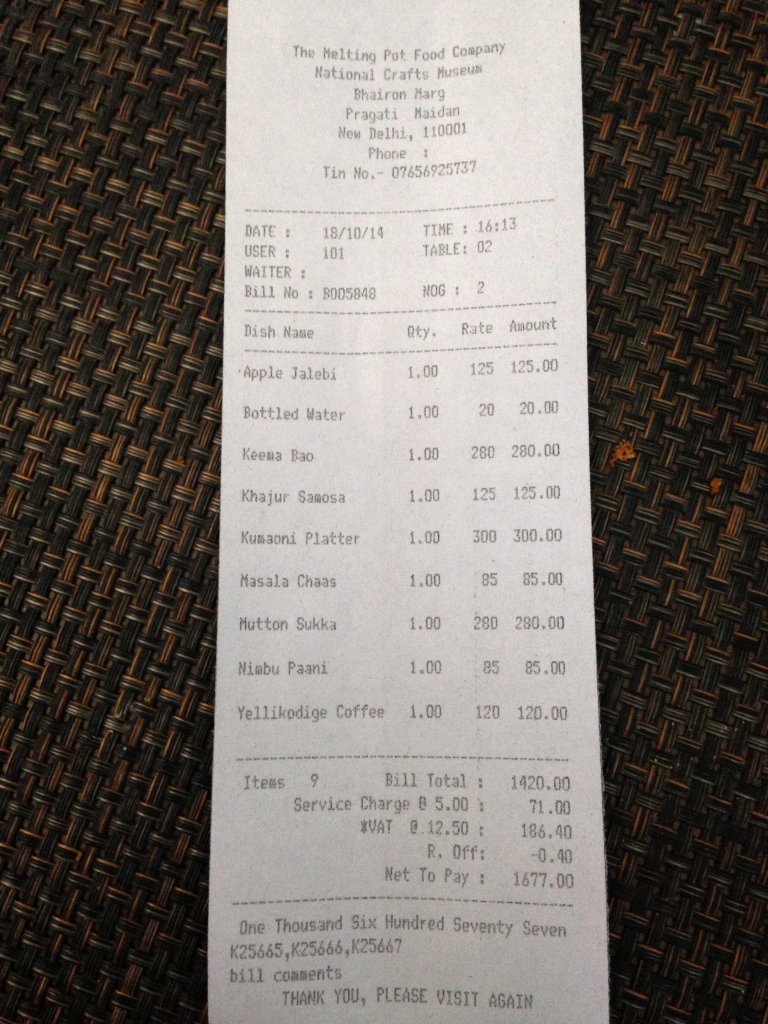 The Melting Pot Food Company
National Crafts Museum
Bhairon Marg
Pragati Maidan
New Delhi, 110001
Phone :
Tin No.- 07656925737
DATE : 18/10/14 TIME : 16:13
USER : 101 TABLE: 02
WAITER :
Bill No : B005848 NOG : 2
Dish Name Qty. Rate Amount
Apple Jalebi 1.00 125 125.00
Bottled Water 1.00 20 20.00
Keema Bao 1.00 280 280.00
Khajur Samosa 1.00 125 125.00
Kumaoni Platter 1.00 300 300.00
Masala Chaas 1.00 85 85.00
Mutton Sukka 1.00 280 280.00
Nimbu Paani 1.00 85 85.00
Yellikodige Coffee 1.00 120 120.00
Items 9 Bill Total : 1420.00
Service Charge @ 5.00 : 71.00
*VAT @ 12.50 : 186.40
R. Off: -0.40
Net To Pay : 1677.00
One Thousand Six Hundred Seventy Seven
K25665,K25666,K25667
bill comments
THANK YOU, PLEASE VISIT AGAIN